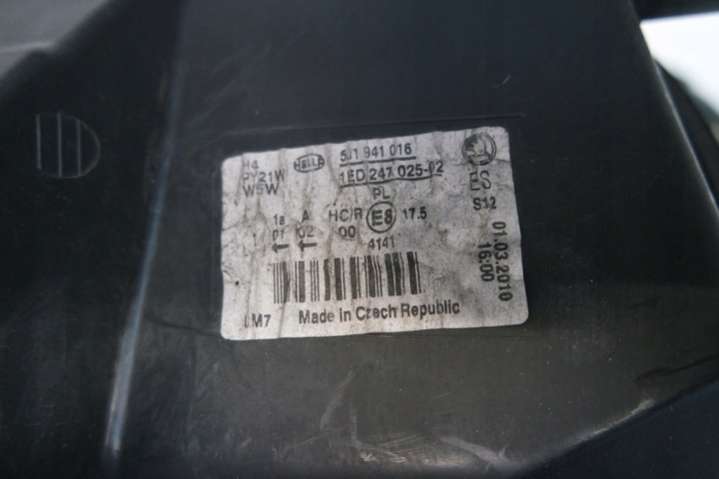 H4 HELLA 5J1 941 016
PY21W 1ED 247 025-02
W5W PL
1a A HC/R E8 17.5
01 02 00
4141
S12
01.03.2010
16:00
Made in Czech Republic